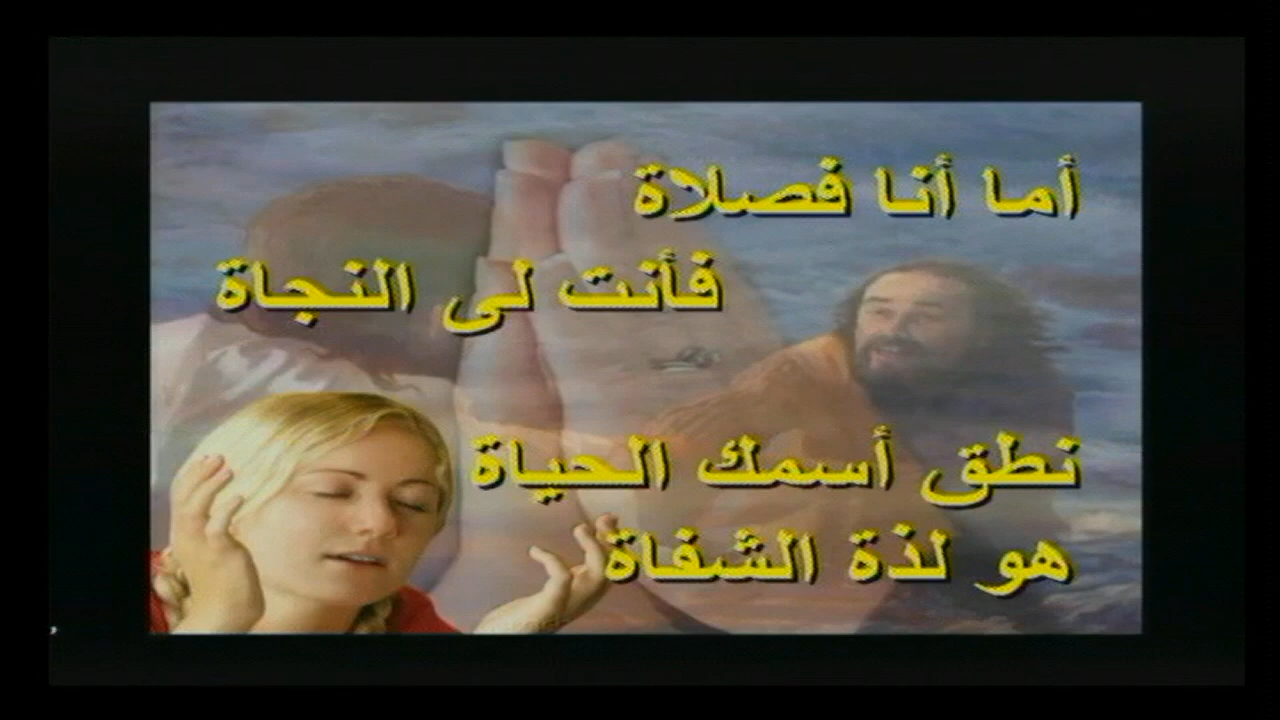 أما أنا فصلاة
فأنت لى النجاة
نطق أسمك الحياة
هو لذة الشفاة